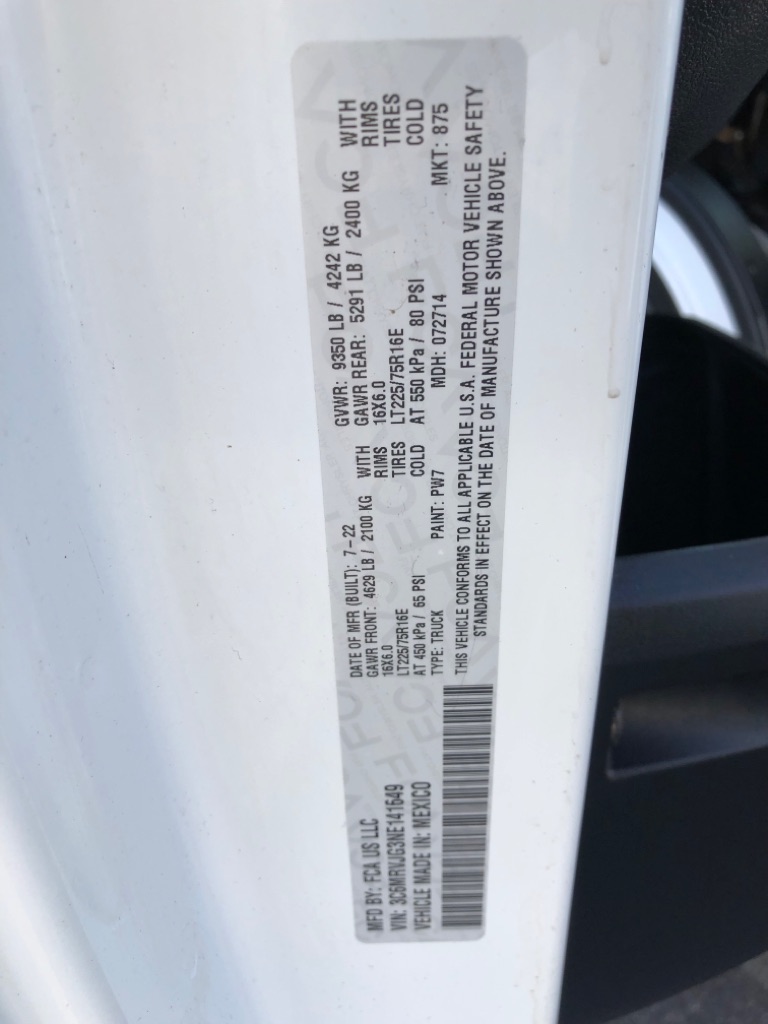 MFD BY: FCA US LLC
DATE OF MFR (BUILT): 7-22
GVWR: 9350 LB / 4242 KG
GAWR FRONT: 4629 LB / 2100 KG WITH
16X6.0 RIMS
LT225/75R16E TIRES
AT 450 kPa / 65 PSI COLD
GAWR REAR: 5291 LB / 2400 KG WITH
16X6.0 RIMS
LT225/75R16E TIRES
AT 550 kPa / 80 PSI COLD
VIN: 3C6MRVJG3NE141649
VEHICLE MADE IN: MEXICO
TYPE: TRUCK PAINT: PW7 MDH: 072714 MKT: 875
THIS VEHICLE CONFORMS TO ALL APPLICABLE U.S.A. FEDERAL MOTOR VEHICLE SAFETY
STANDARDS IN EFFECT ON THE DATE OF MANUFACTURE SHOWN ABOVE.